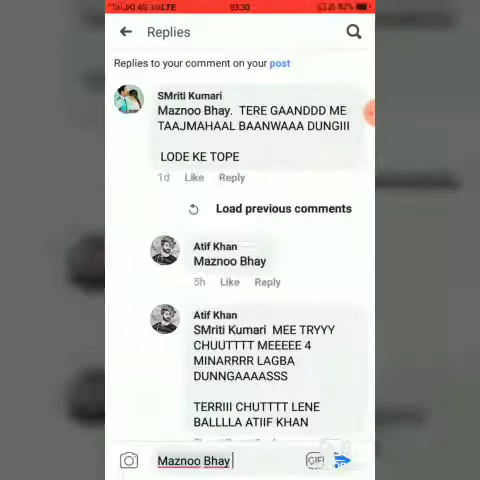 03:30
Replies
Replies to your comment on your post
SMriti Kumari
Maznoo Bhay. TERE GAANDDD ME
TAAJMAHAAL BAANWAAA DUNGIII
LODE KE TOPE
1d Like Reply
Load previous comments
Atif Khan
Maznoo Bhay
5h Like Reply
Atif Khan
SMriti Kumari MEE TRYYY
CHUUTTTT MEEEEE 4
MINARRRR LAGBA
DUNNGAAAASSS
TERRIII CHUTTTT LENE
BALLLLA ATIIF KHAN
Maznoo Bhay
GIF